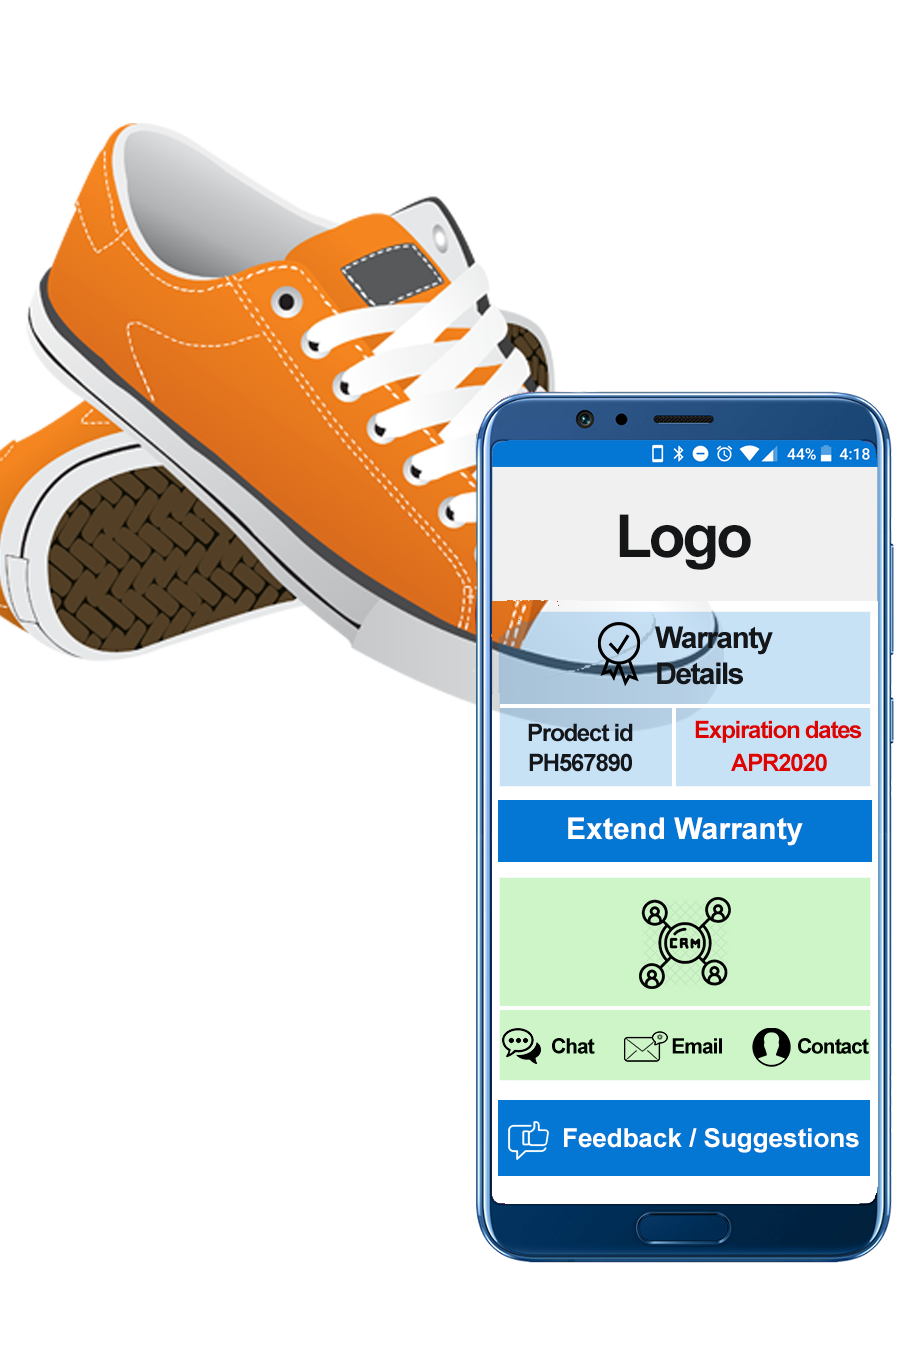 44% 4:18
Logo
Warranty
Details
Prodect id
PH567890
Expiration dates
APR2020
Extend Warranty
CRM
Chat Email Contact
Feedback / Suggestions